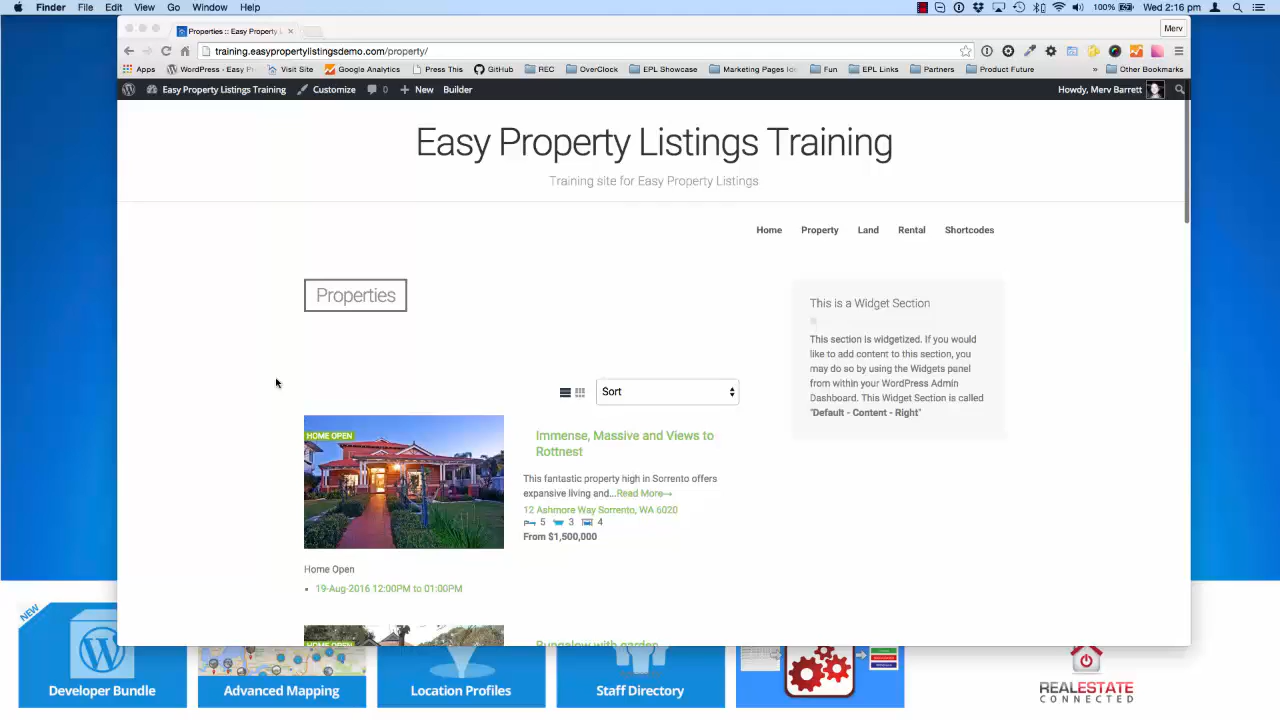 Finder File Edit View Go Window Help 100% Wed 2:16 pm
Properties :: Easy Property L Merv
training.easypropertylistingsdemo.com/property/
Apps WordPress - Easy P Visit Site Google Analytics Press This GitHub REC OverClock EPL Showcase Marketing Pages for Fun EPL Links Partners Product Future » Other Bookmarks
Easy Property Listings Training Customize 0 New Builder Howdy, Merv Barrett
Easy Property Listings Training
Training site for Easy Property Listings
Home Property Land Rental Shortcodes
Properties
Sort
HOME OPEN
Immense, Massive and Views to
Rottnest
This fantastic property high in Sorrento offers
expansive living and...Read More→
12 Ashmore Way Sorrento, WA 6020
5 3 4
From $1,500,000
Home Open
19-Aug-2016 12:00PM to 01:00PM
HOME OPEN
Bungalow with garden
This is a Widget Section
This section is widgetized. If you would
like to add content to this section, you
may do so by using the Widgets panel
from within your WordPress Admin
Dashboard. This Widget Section is called
"Default - Content - Right"
NEW
Developer Bundle
Advanced Mapping
Location Profiles
Staff Directory
REALESTATE
CONNECTED